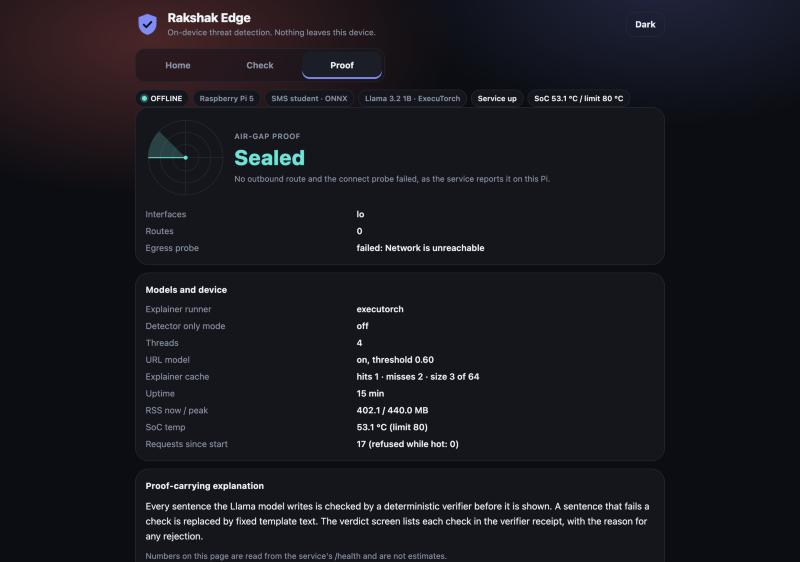 Rakshak Edge
On-device threat detection. Nothing leaves this device.
Dark
Home Check Proof
OFFLINE Raspberry Pi 5 SMS student · ONNX Llama 3.2 1B · ExecuTorch Service up SoC 53.1 °C / limit 80 °C
AIR-GAP PROOF
Sealed
No outbound route and the connect probe failed, as the service reports it on this Pi.
Interfaces lo
Routes 0
Egress probe failed: Network is unreachable
Models and device
Explainer runner executorch
Detector only mode off
Threads 4
URL model on, threshold 0.60
Explainer cache hits 1 · misses 2 · size 3 of 64
Uptime 15 min
RSS now / peak 402.1 / 440.0 MB
SoC temp 53.1 °C (limit 80)
Requests since start 17 (refused while hot: 0)
Proof-carrying explanation
Every sentence the Llama model writes is checked by a deterministic verifier before it is shown. A sentence that fails a
check is replaced by fixed template text. The verdict screen lists each check in the verifier receipt, with the reason for
any rejection.
Numbers on this page are read from the service's /health and are not estimates.